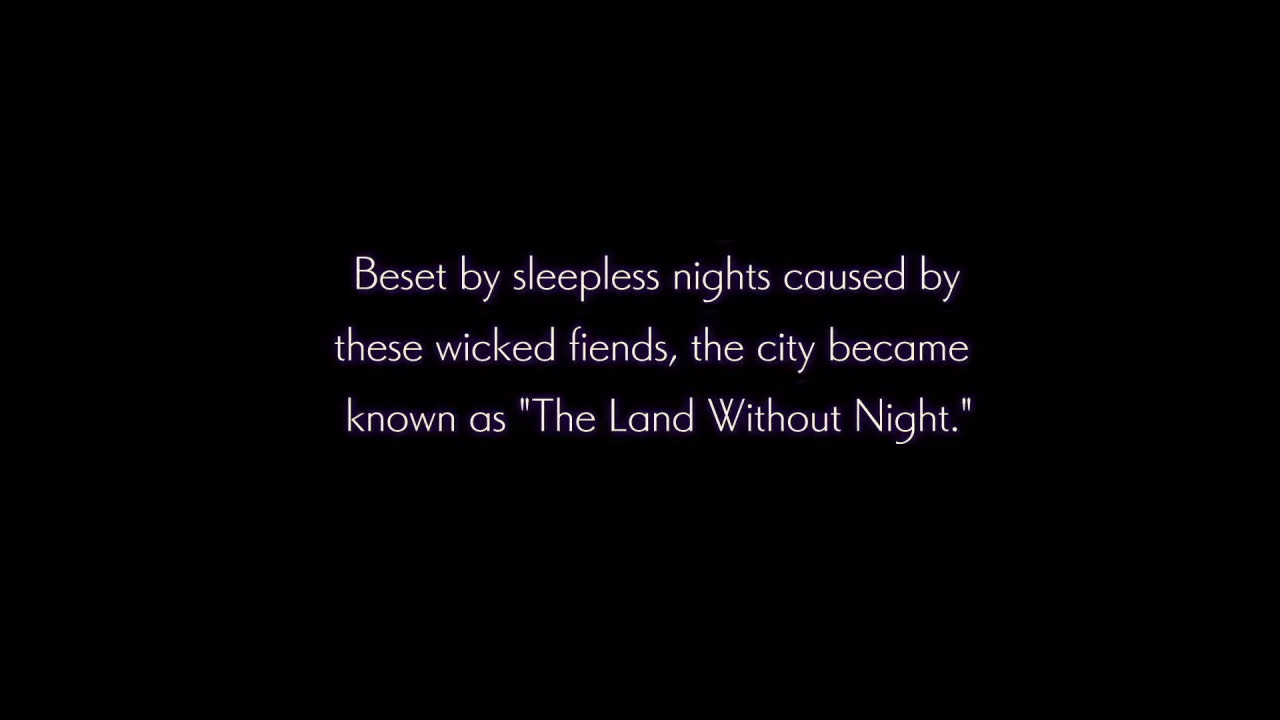 Beset by sleepless nights caused by
these wicked fiends, the city became
known as "The Land Without Night."